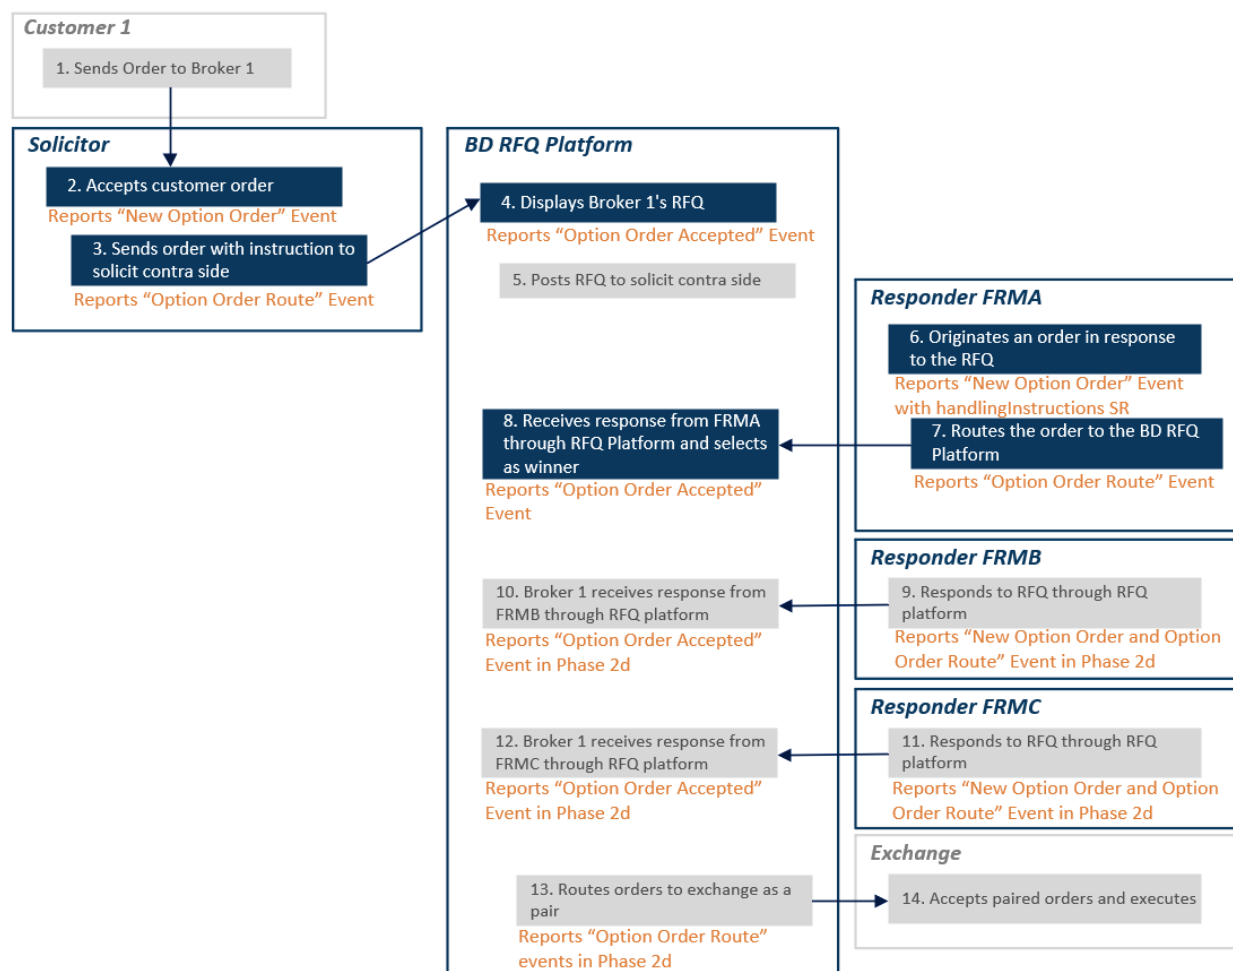 Customer 1
1. Sends Order to Broker 1
Solicitor
2. Accepts customer order
Reports “New Option Order” Event
3. Sends order with instruction to
solicit contra side
Reports “Option Order Route” Event
BD RFQ Platform
4. Displays Broker 1's RFQ
Reports “Option Order Accepted” Event
5. Posts RFQ to solicit contra side
Responder FRMA
6. Originates an order in response
to the RFQ
Reports “New Option Order” Event
with handlingInstructions SR
7. Routes the order to the BD RFQ
Platform
Reports “Option Order Route” Event
8. Receives response from FRMA
through RFQ Platform and selects
as winner
Reports “Option Order Accepted”
Event
Responder FRMB
9. Responds to RFQ through RFQ
platform
Reports “New Option Order and Option
Order Route” Event in Phase 2d
10. Broker 1 receives response from
FRMB through RFQ platform
Reports “Option Order Accepted”
Event in Phase 2d
Responder FRMC
11. Responds to RFQ through RFQ
platform
Reports “New Option Order and Option
Order Route” Event in Phase 2d
12. Broker 1 receives response from
FRMC through RFQ platform
Reports “Option Order Accepted”
Event in Phase 2d
13. Routes orders to exchange as a
pair
Reports “Option Order Route”
events in Phase 2d
Exchange
14. Accepts paired orders and executes